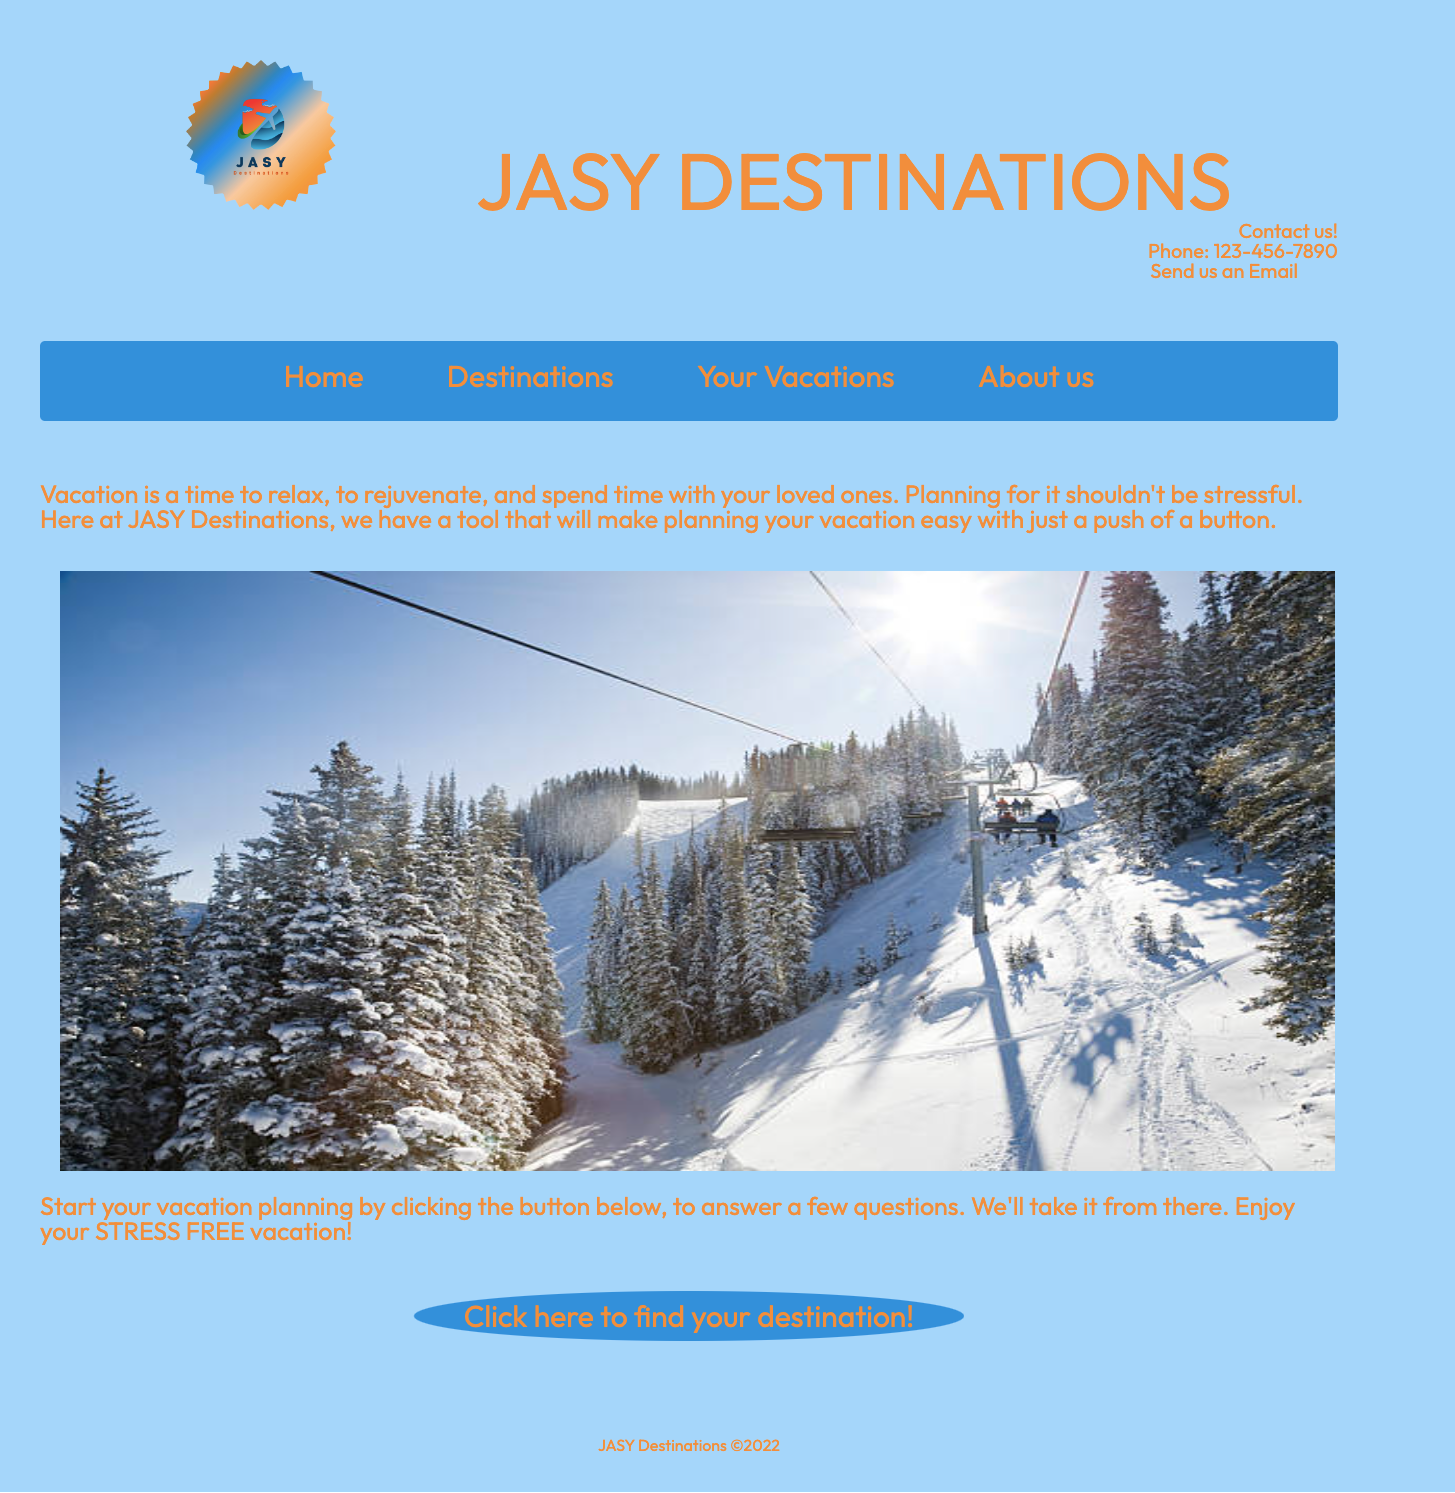 JASY
Destinations
JASY DESTINATIONS
Contact us!
Phone: 123-456-7890
Send us an Email
Home Destinations Your Vacations About us
Vacation is a time to relax, to rejuvenate, and spend time with your loved ones. Planning for it shouldn't be stressful.
Here at JASY Destinations, we have a tool that will make planning your vacation easy with just a push of a button.
Start your vacation planning by clicking the button below, to answer a few questions. We'll take it from there. Enjoy
your STRESS FREE vacation!
Click here to find your destination!
JASY Destinations ©2022